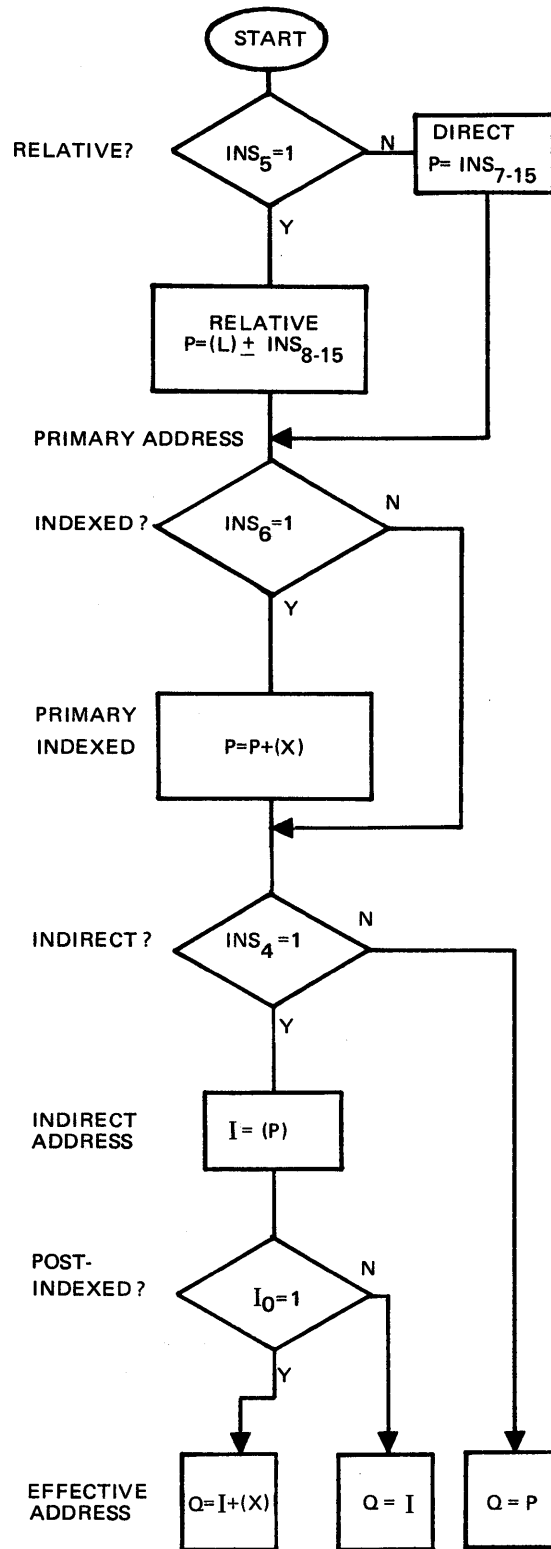 START
RELATIVE?
INS5=1
N
DIRECT
P= INS7-15
Y
RELATIVE
P=(L) ± INS8-15
PRIMARY ADDRESS
INDEXED?
INS6=1
N
Y
PRIMARY
INDEXED
P=P+(X)
INDIRECT?
INS4=1
N
Y
INDIRECT
ADDRESS
I = (P)
POST-
INDEXED?
I0=1
N
Y
EFFECTIVE
ADDRESS
Q=I+(X)
Q = I
Q = P